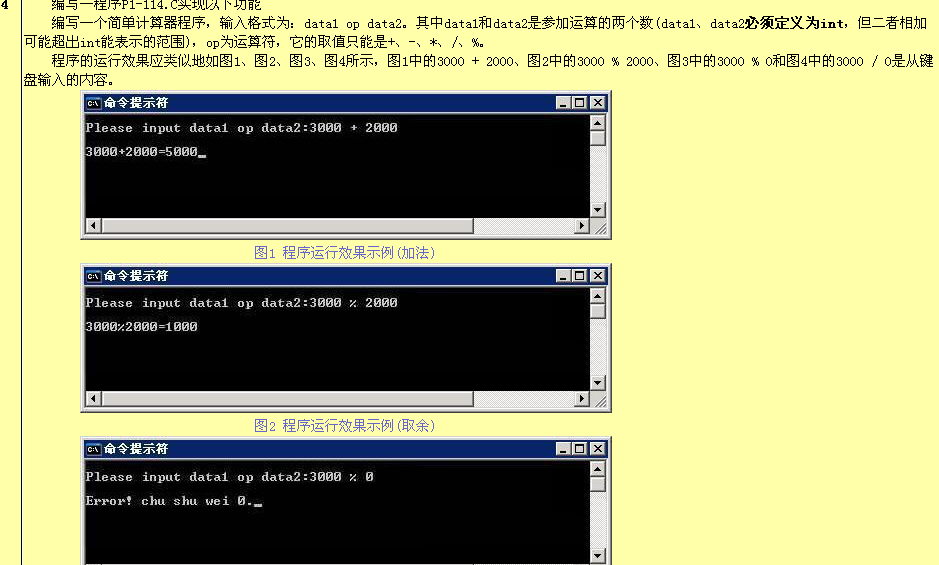 4 编写一程序P1-114.C实现以下功能
编写一个简单计算器程序，输入格式为：data1 op data2。其中data1和data2是参加运算的两个数(data1、data2必须定义为int，但二者相加
可能超出int能表示的范围)，op为运算符，它的取值只能是+、-、*、/、%。
程序的运行效果应类似地如图1、图2、图3、图4所示，图1中的3000 + 2000、图2中的3000 % 2000、图3中的3000 % 0和图4中的3000 / 0是从键
盘输入的内容。
命令提示符
Please input data1 op data2:3000 + 2000
3000+2000=5000_
图1 程序运行效果示例(加法)
命令提示符
Please input data1 op data2:3000 % 2000
3000%2000=1000
图2 程序运行效果示例(取余)
命令提示符
Please input data1 op data2:3000 % 0
Error! chu shu wei 0._